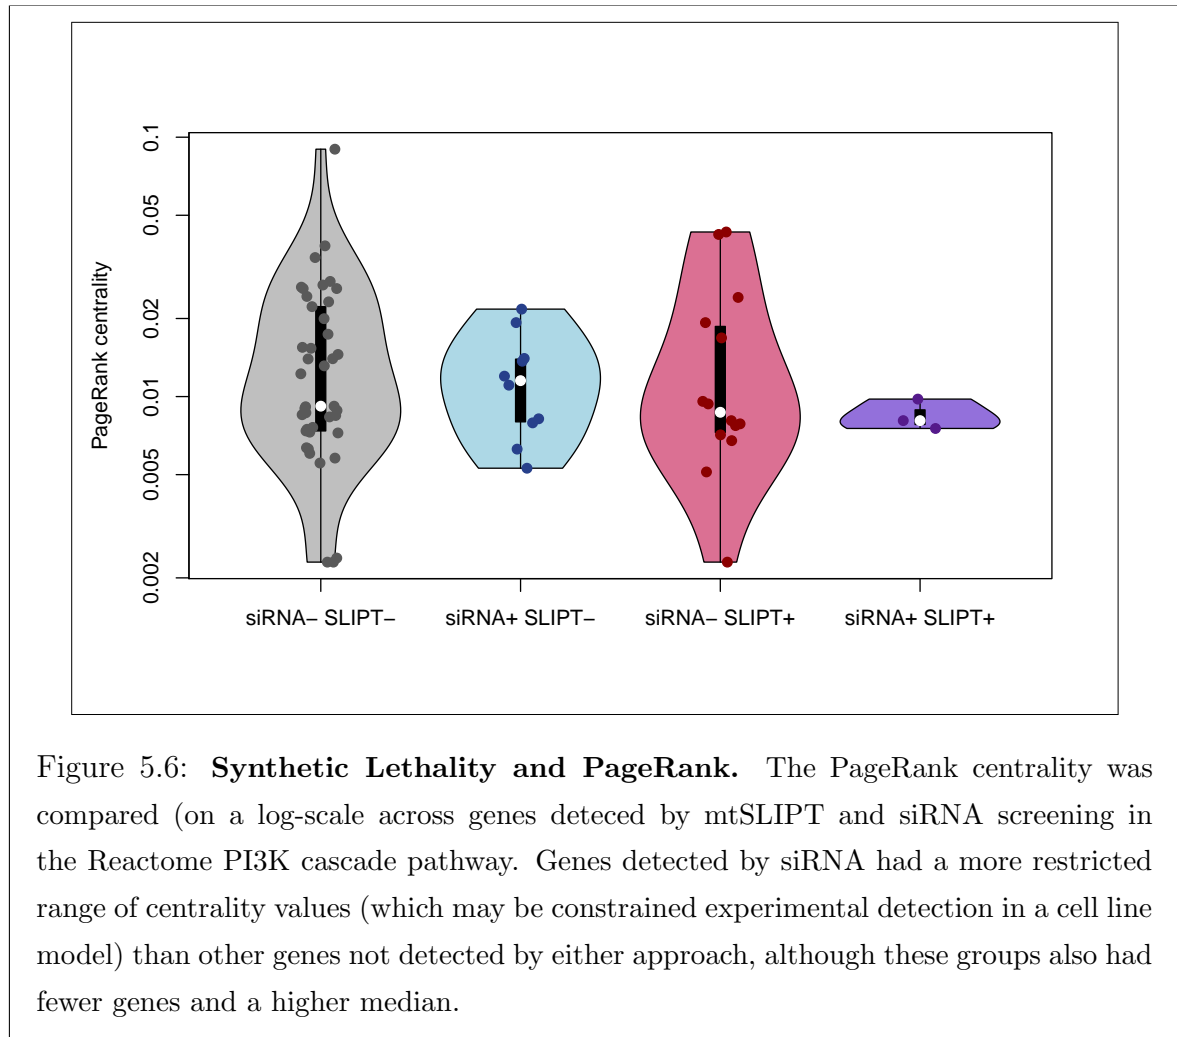 0.1
0.05
0.02
0.01
0.005
0.002
PageRank centrality
siRNA− SLIPT−
siRNA+ SLIPT−
siRNA− SLIPT+
siRNA+ SLIPT+
Figure 5.6: Synthetic Lethality and PageRank. The PageRank centrality was
compared (on a log-scale across genes deteced by mtSLIPT and siRNA screening in
the Reactome PI3K cascade pathway. Genes detected by siRNA had a more restricted
range of centrality values (which may be constrained experimental detection in a cell line
model) than other genes not detected by either approach, although these groups also had
fewer genes and a higher median.